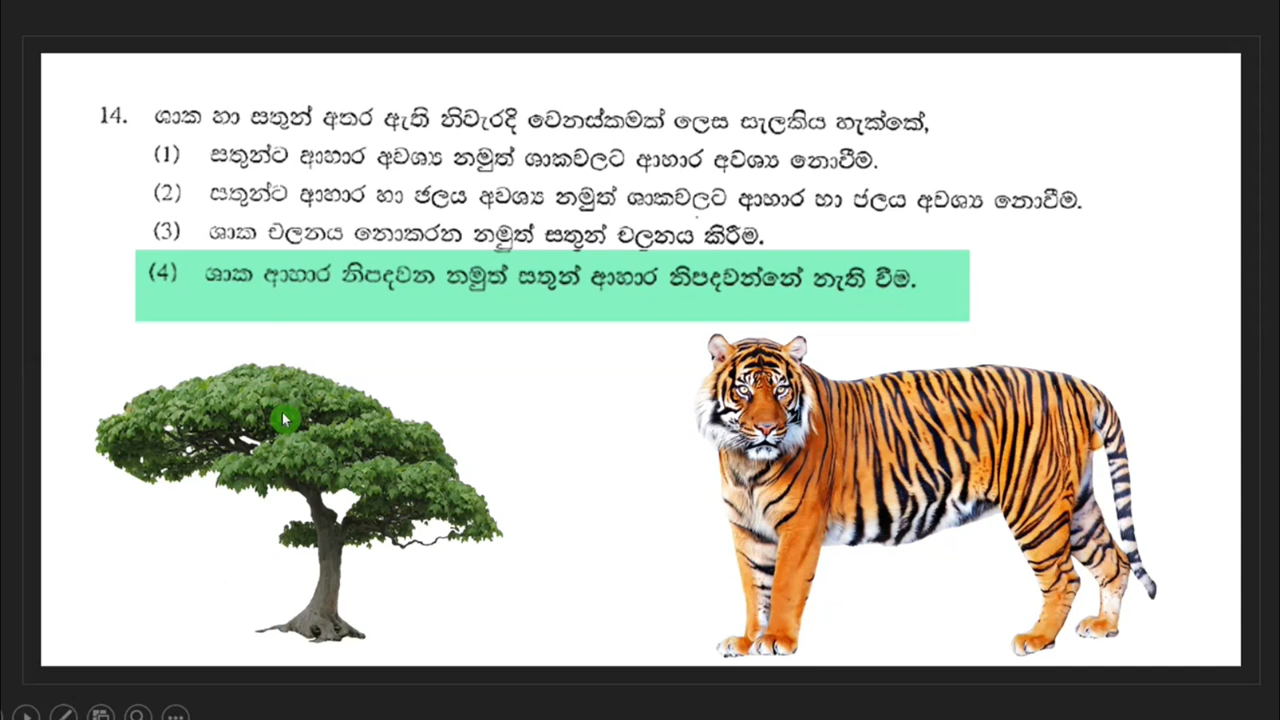 14. ශාක හා සතුන් අතර ඇති නිවැරදි වෙනස්කමක් ලෙස සැලකිය හැක්කේ,
(1) සතුන්ට ආහාර අවශ්‍ය නමුත් ශාකවලට ආහාර අවශ්‍ය නොවීම.
(2) සතුන්ට ආහාර හා ජලය අවශ්‍ය නමුත් ශාකවලට ආහාර හා ජලය අවශ්‍ය නොවීම.
(3) ශාක චලනය නොකරන නමුත් සතුන් චලනය කිරීම.
(4) ශාක ආහාර නිපදවන නමුත් සතුන් ආහාර නිපදවන්නේ නැති වීම.